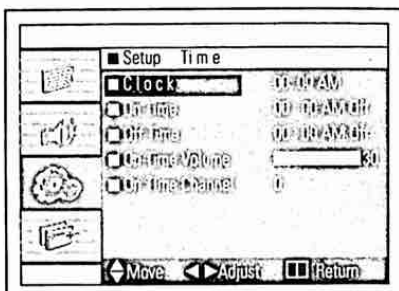 Setup Time
Clock 00:00 AM
On-Time 00:00 AM Off
Off-Time 00:00 AM Off
On-Time Volume 30
On-Time Channel 0
Move Adjust Return